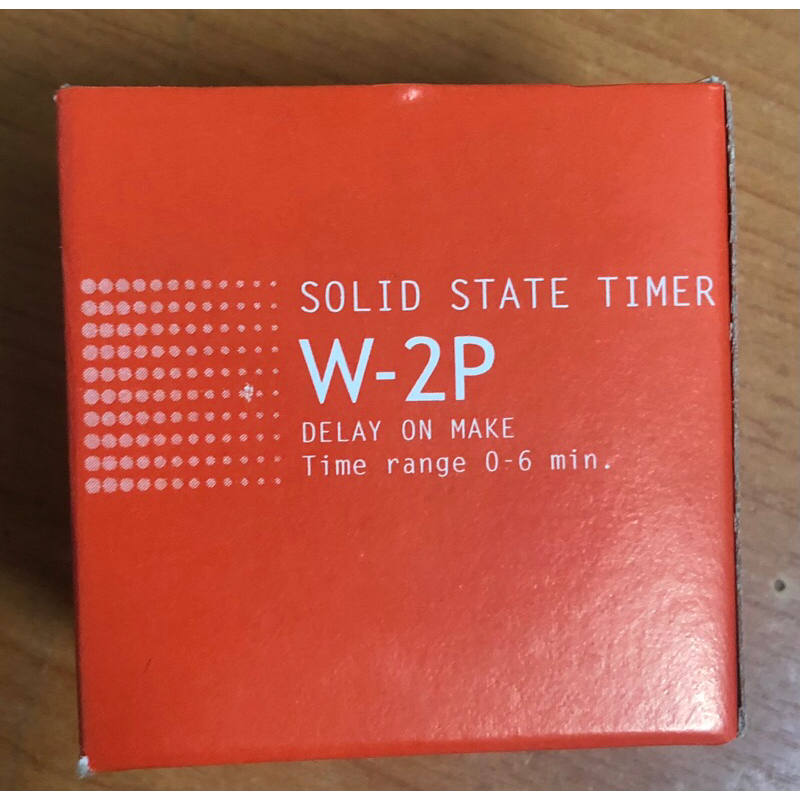 SOLID STATE TIMER
W-2P
DELAY ON MAKE
Time range 0-6 min.